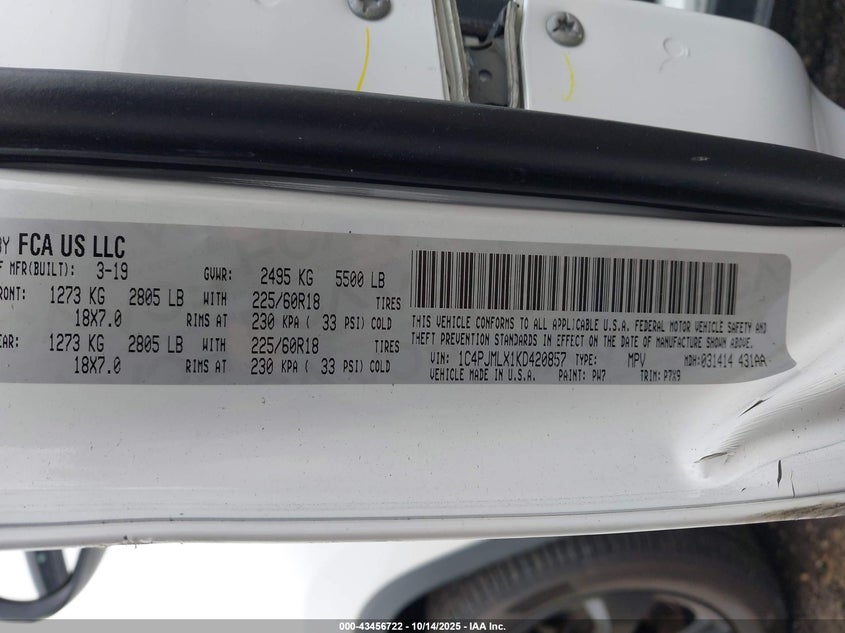 BY FCA US LLC
OF MFR(BUILT): 3-19 GVWR: 2495 KG 5500 LB
FRONT: 1273 KG 2805 LB WITH 225/60R18 TIRES
18X7.0 RIMS AT 230 KPA ( 33 PSI) COLD
REAR: 1273 KG 2805 LB WITH 225/60R18 TIRES
18X7.0 RIMS AT 230 KPA ( 33 PSI) COLD
THIS VEHICLE CONFORMS TO ALL APPLICABLE U.S.A. FEDERAL MOTOR VEHICLE SAFETY AND
THEFT PREVENTION STANDARDS IN EFFECT ON THE DATE OF MANUFACTURE SHOWN ABOVE.
VIN: 1C4PJMLX1KD420857 TYPE: MPV MDH:031414 431AA
VEHICLE MADE IN U.S.A. PAINT: PW7 TRIM: P7X9
000-43456722 - 10/14/2025 - IAA Inc.